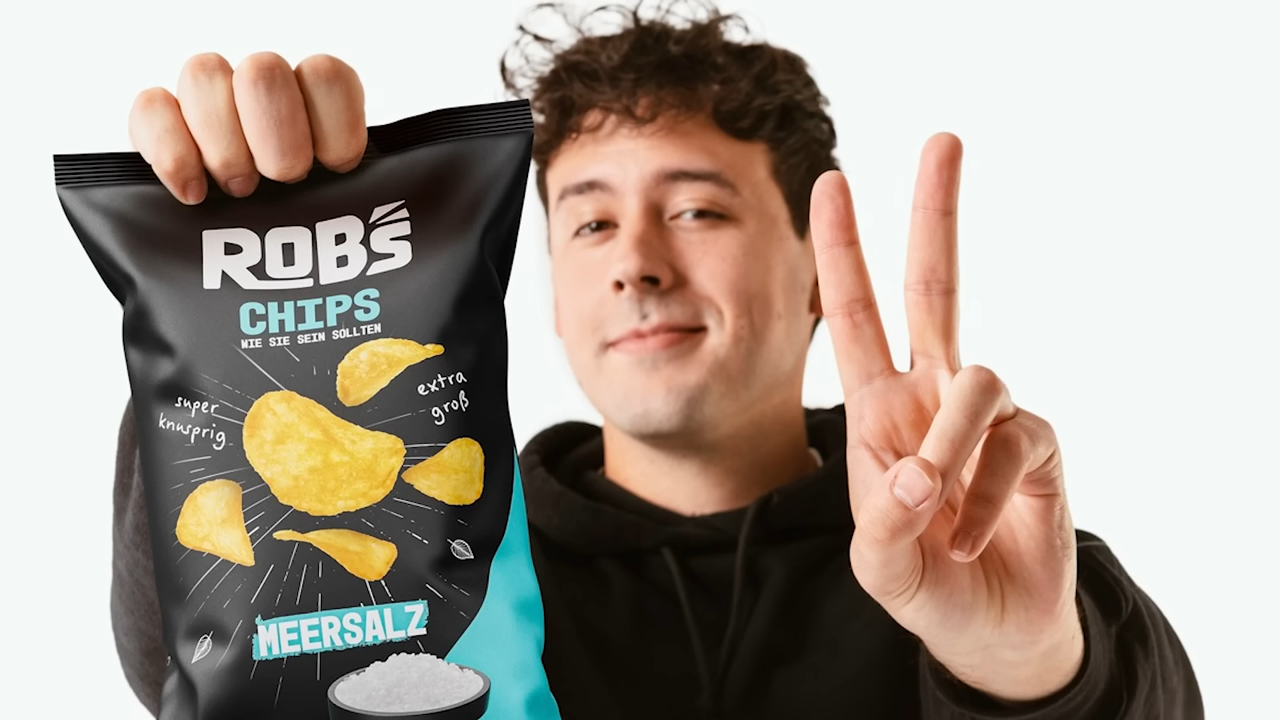 ROB'S
CHIPS
WIE SIE SEIN SOLLTEN
extra
groß
super
knusprig
MEERSALZ